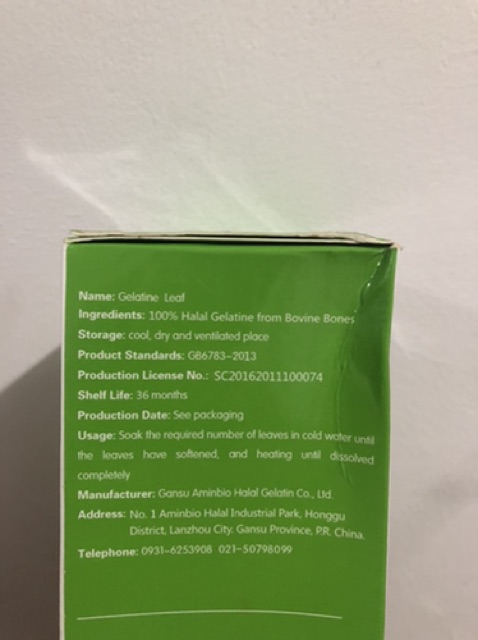 Name: Gelatine Leaf
Ingredients: 100% Halal Gelatine from Bovine Bones
Storage: cool, dry and ventilated place
Product Standards: GB6783-2013
Production License No.: SC20162011100074
Shelf Life: 36 months
Production Date: See packaging
Usage: Soak the required number of leaves in cold water until
the leaves have softened, and heating until dissolved
completely
Manufacturer: Gansu Aminbio Halal Gelatin Co., Ltd.
Address: No. 1 Aminbio Halal Industrial Park, Honggu
District, Lanzhou City. Gansu Province, P.R. China.
Telephone: 0931-6253908 021-50798099